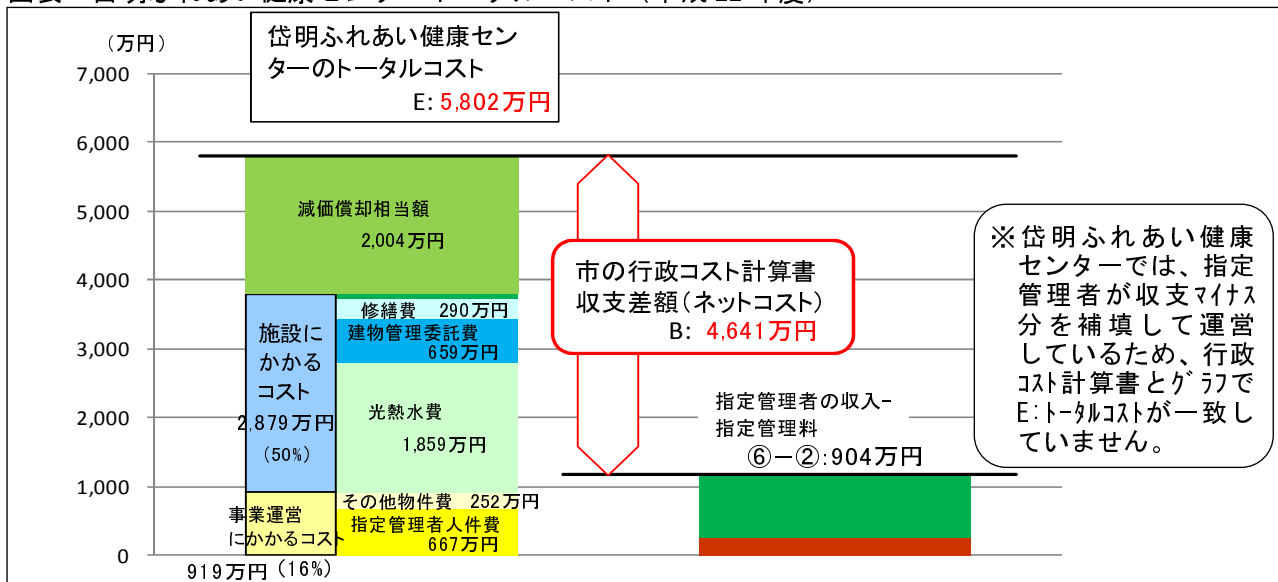 （万円）
7,000
6,000
5,000
4,000
3,000
2,000
1,000
0
岱明ふれあい健康セン
ターのトータルコスト
E: 5,802万円
減価償却相当額
2,004万円
修繕費 290万円
建物管理委託費
659万円
施設に
かかる
コスト
2,879万円
(50%)
光熱水費
1,859万円
その他物件費 252万円
事業運営
にかかるコスト
指定管理者人件費
667万円
919万円 (16%)
市の行政コスト計算書
収支差額(ネットコスト)
B: 4,641万円
指定管理者の収入-
指定管理料
⑥-②:904万円
※岱明ふれあい健康
センターでは、指定
管理者が収支ﾏｲﾅｽ
分を補填して運営
しているため、行政
ｺｽﾄ計算書とｸﾞﾗﾌで
E:ﾄｰﾀﾙｺｽﾄが一致し
ていません。